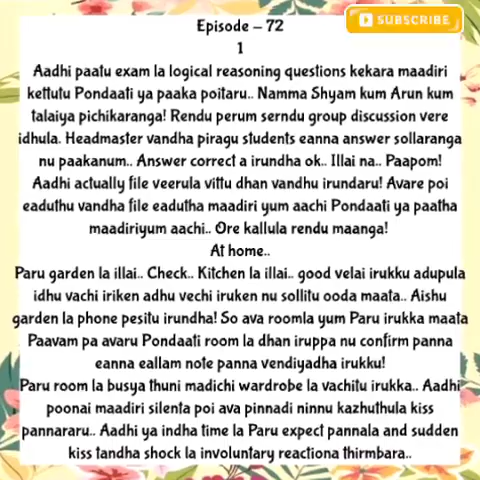 Episode – 72
SUBSCRIBE
1
Aadhi paatu exam la logical reasoning questions kekara maadiri
kettutu Pondaati ya paaka poitaru.. Namma Shyam kum Arun kum
talaiya pichikaranga! Rendu perum serndu group discussion vere
idhula. Headmaster vandha piragu students eanna answer sollaranga
nu paakanum.. Answer correct a irundha ok.. Illai na.. Paapom!
Aadhi actually file veerula vittu dhan vandhu irundaru! Avare poi
eaduthu vandha file eadutha maadiri yum aachi Pondaati ya paatha
maadiriyum aachi.. Ore kallula rendu maanga!
At home..
Paru garden la illai.. Check.. Kitchen la illai.. good velai irukku adupula
idhu vachi iriken adhu vechi iruken nu sollitu ooda maata.. Aishu
garden la phone pesitu irundha! So ava roomla yum Paru irukka maata
Paavam pa avaru Pondaati room la dhan iruppa nu confirm panna
eanna eallam note panna vendiyadha irukku!
Paru room la busya thuni madichi wardrobe la vachitu irukka.. Aadhi
poonai maadiri silenta poi ava pinnadi ninnu kazhuthula kiss
pannararu.. Aadhi ya indha time la Paru expect pannala and sudden
kiss tandha shock la involuntary reactiona thirmbara..